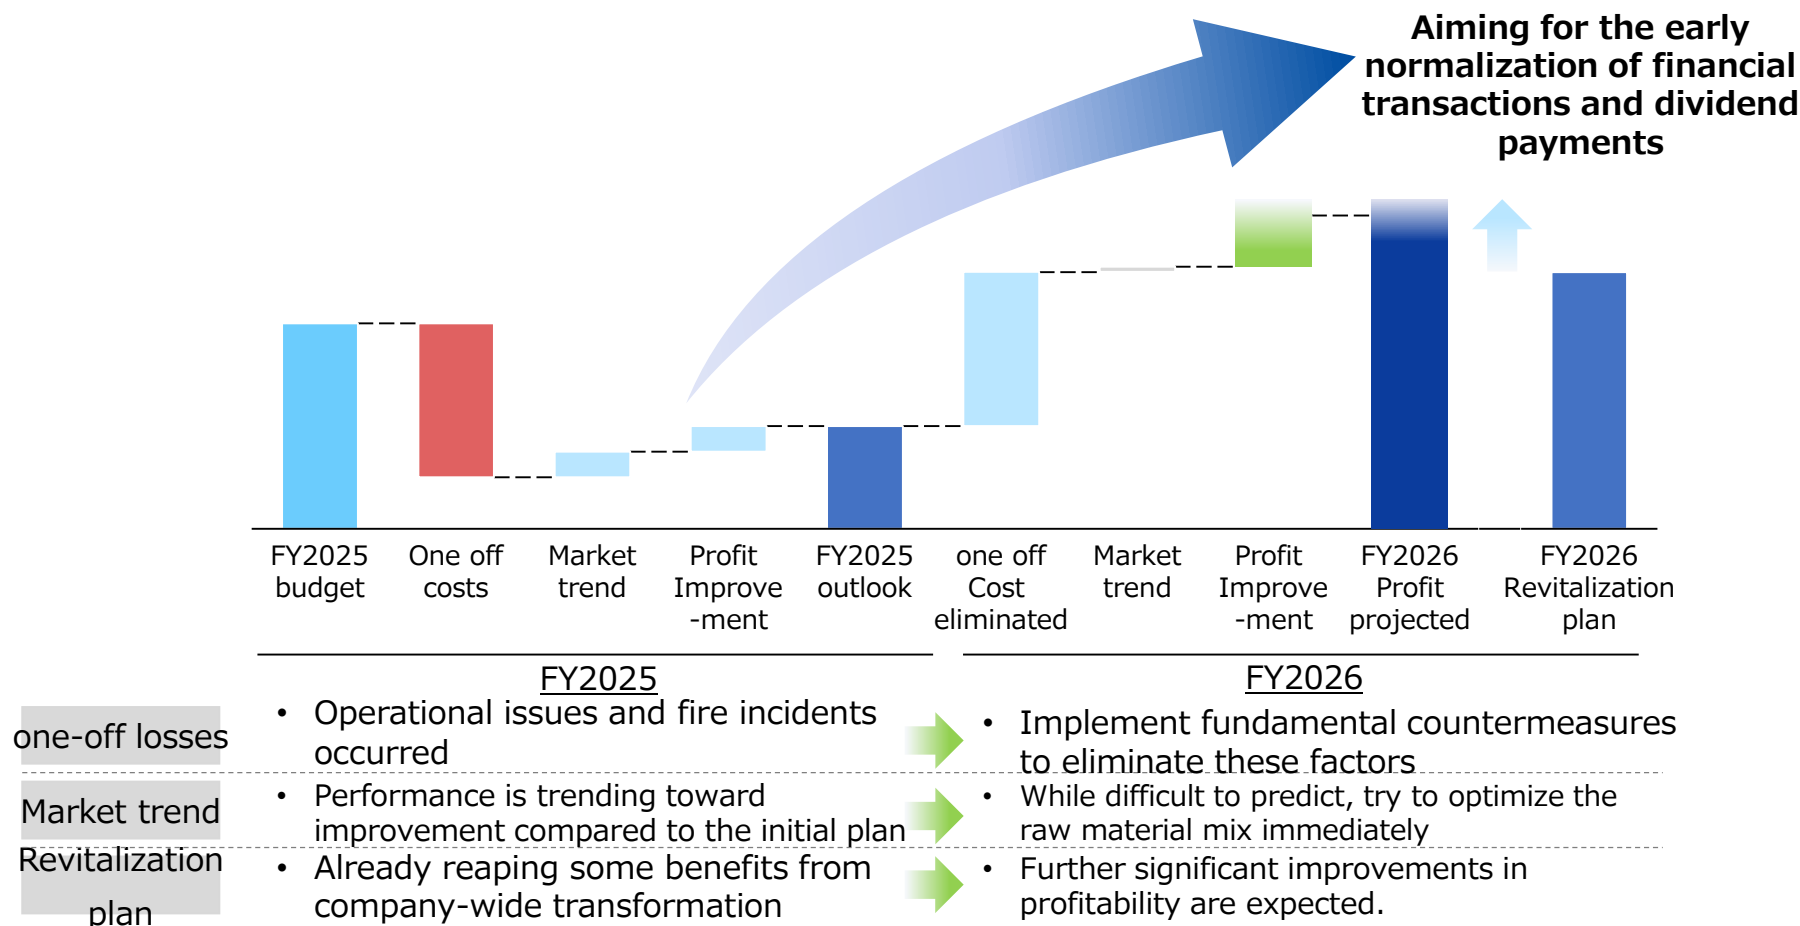 Aiming for the early
normalization of financial
transactions and dividend
payments
FY2025
budget
One off
costs
Market
trend
Profit
Improve
-ment
FY2025
outlook
one off
Cost
eliminated
Market
trend
Profit
Improve
-ment
FY2026
Profit
projected
FY2026
Revitalization
plan
FY2025
FY2026
one-off losses
• Operational issues and fire incidents
occurred
• Implement fundamental countermeasures
to eliminate these factors
Market trend
• Performance is trending toward
improvement compared to the initial plan
• While difficult to predict, try to optimize the
raw material mix immediately
Revitalization
plan
• Already reaping some benefits from
company-wide transformation
• Further significant improvements in
profitability are expected.